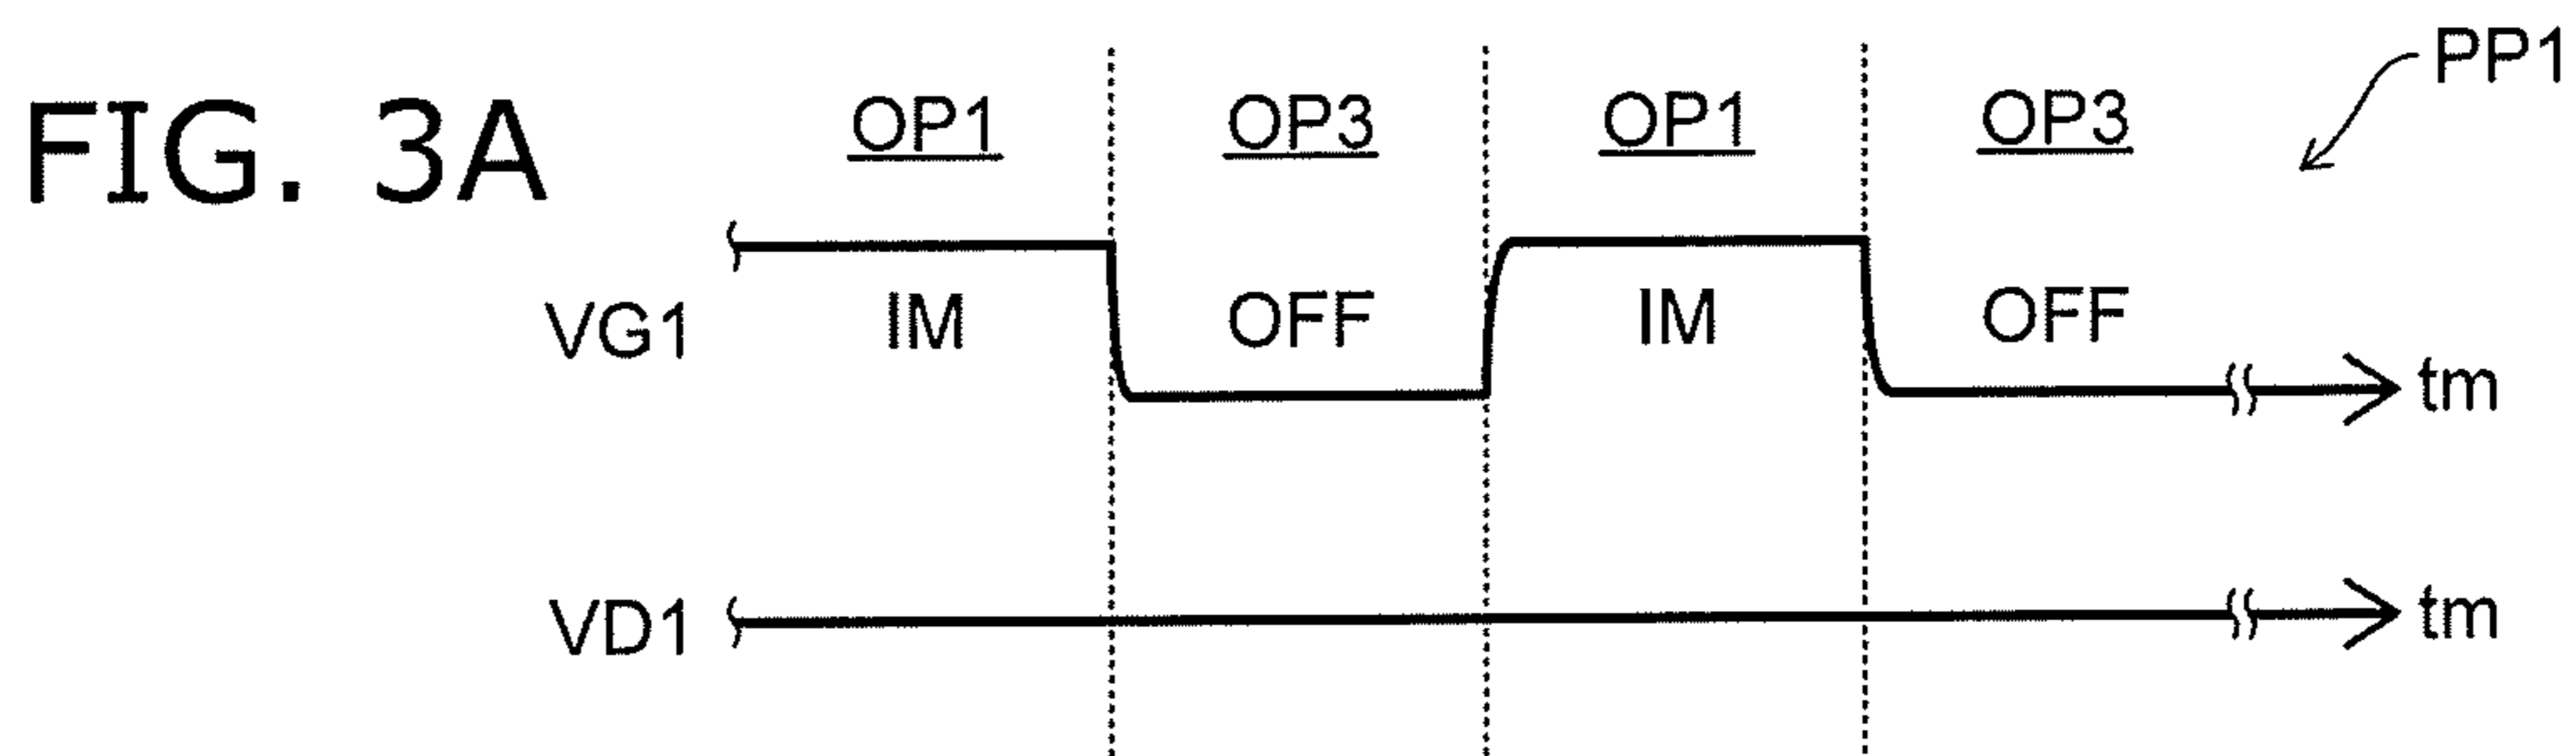 PP1
FIG. 3A
OP1 OP3 OP1 OP3
VG1 IM OFF IM OFF tm
VD1 tm